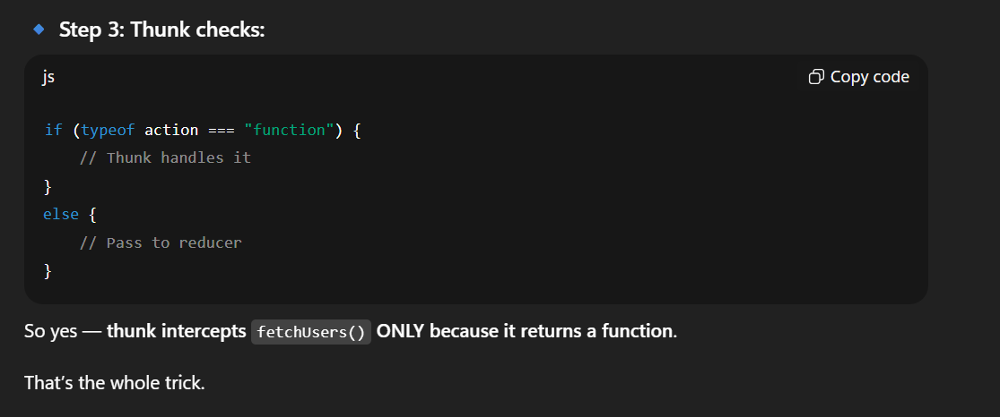 Step 3: Thunk checks:
js
Copy code
if (typeof action === "function") {
    // Thunk handles it
}
else {
    // Pass to reducer
}
So yes — thunk intercepts fetchUsers() ONLY because it returns a function.
That’s the whole trick.